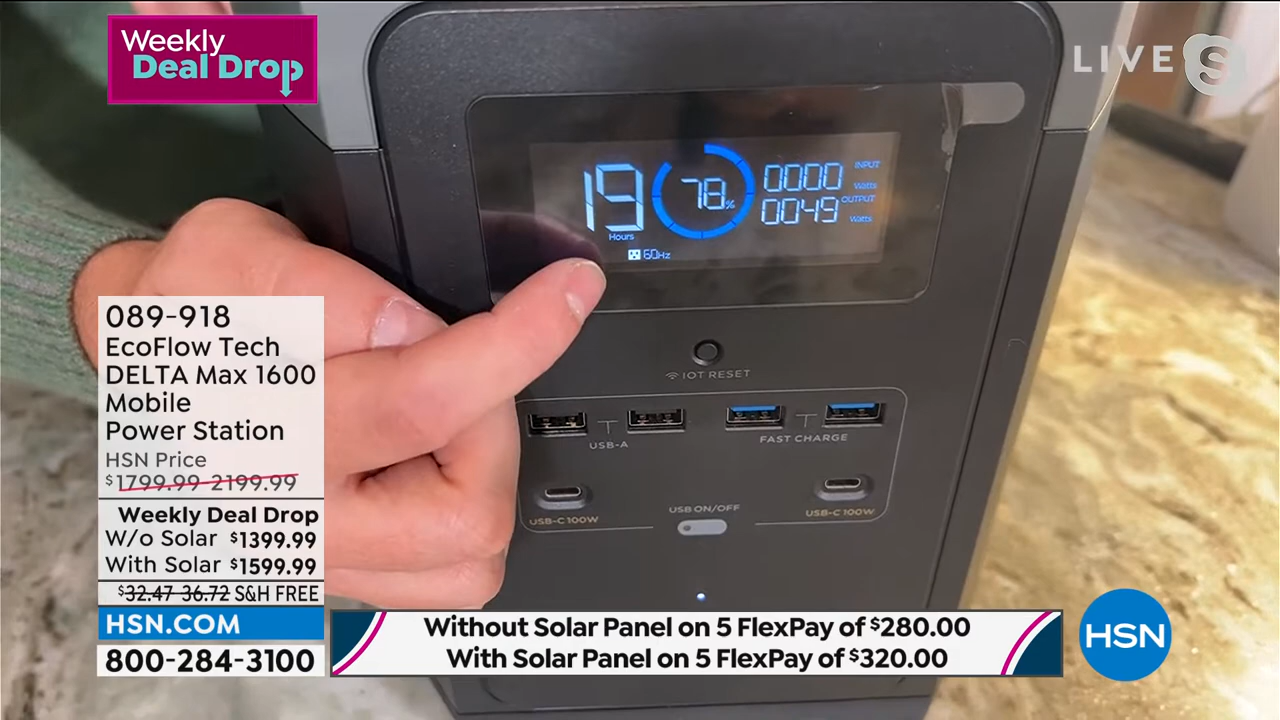 Weekly
Deal Drop
LIVE S
19
Hours
78%
0000 INPUT
Watts
0049 OUTPUT
Watts
60Hz
IOT RESET
USB-A
FAST CHARGE
USB-C 100W
USB ON/OFF
USB-C 100W
089-918
EcoFlow Tech
DELTA Max 1600
Mobile
Power Station
HSN Price
$1799.99-2199.99
Weekly Deal Drop
W/o Solar $1399.99
With Solar $1599.99
$32.47-36.72 S&H FREE
HSN.COM
800-284-3100
Without Solar Panel on 5 FlexPay of $280.00
With Solar Panel on 5 FlexPay of $320.00
HSN